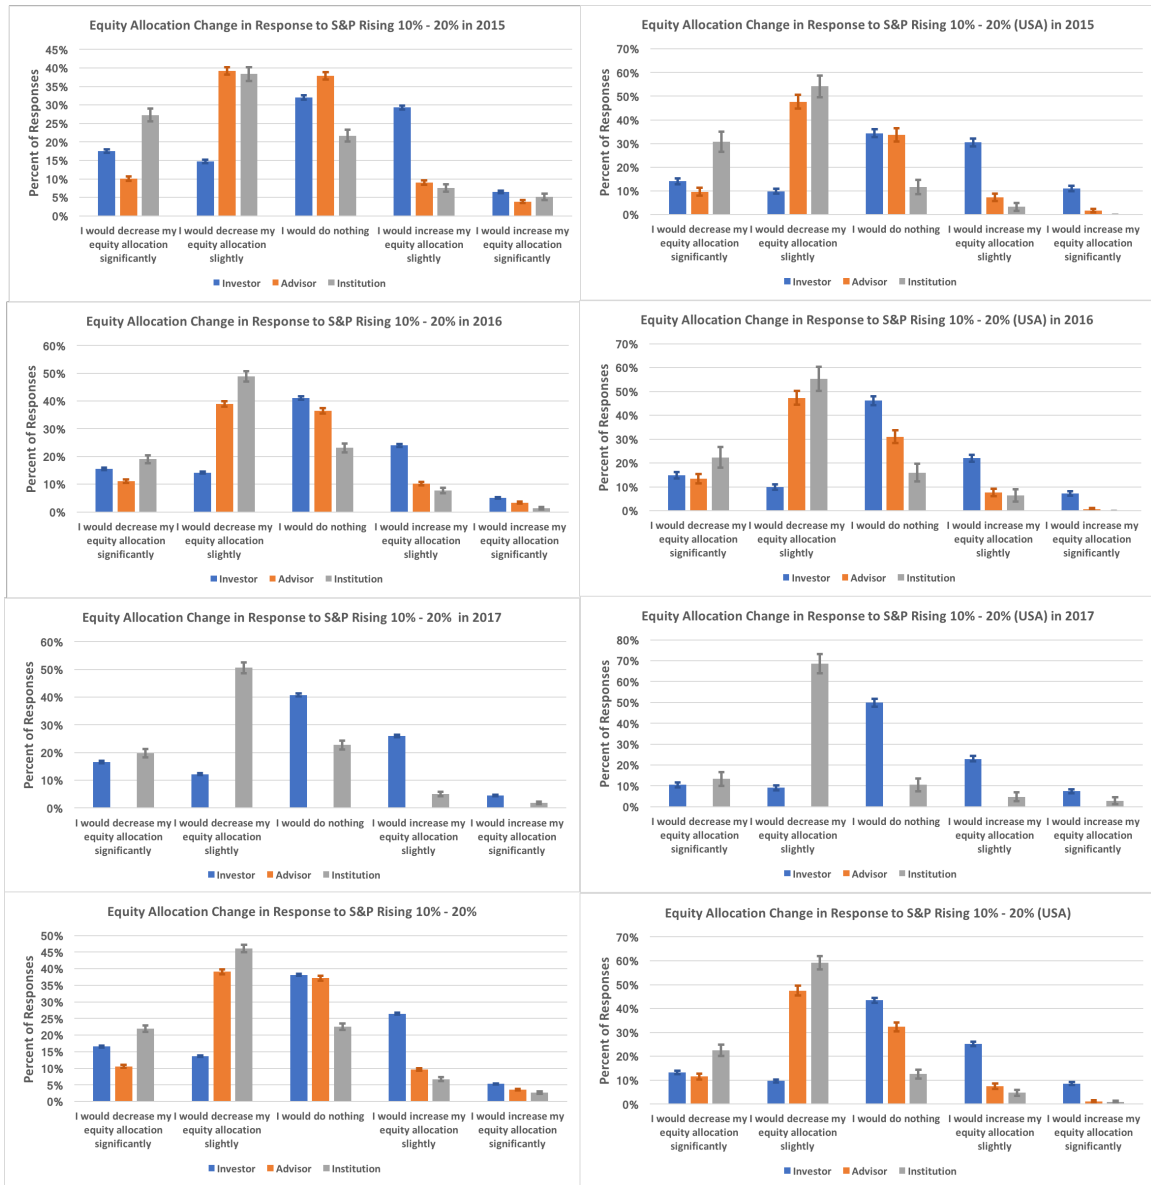 Equity Allocation Change in Response to S&P Rising 10% - 20% in 2015
Percent of Responses
45%
40%
35%
30%
25%
20%
15%
10%
5%
0%
I would decrease my I would decrease my I would do nothing I would increase my I would increase my
equity allocation equity allocation equity allocation equity allocation
significantly slightly slightly significantly
Investor Advisor Institution
Equity Allocation Change in Response to S&P Rising 10% - 20% (USA) in 2015
Percent of Responses
70%
60%
50%
40%
30%
20%
10%
0%
I would decrease my I would decrease my I would do nothing I would increase my I would increase my
equity allocation equity allocation equity allocation equity allocation
significantly slightly slightly significantly
Investor Advisor Institution
Equity Allocation Change in Response to S&P Rising 10% - 20% in 2016
Percent of Responses
60%
50%
40%
30%
20%
10%
0%
I would decrease my I would decrease my I would do nothing I would increase my I would increase my
equity allocation equity allocation equity allocation equity allocation
significantly slightly slightly significantly
Investor Advisor Institution
Equity Allocation Change in Response to S&P Rising 10% - 20% (USA) in 2016
Percent of Responses
70%
60%
50%
40%
30%
20%
10%
0%
I would decrease my I would decrease my I would do nothing I would increase my I would increase my
equity allocation equity allocation equity allocation equity allocation
significantly slightly slightly significantly
Investor Advisor Institution
Equity Allocation Change in Response to S&P Rising 10% - 20% in 2017
Percent of Responses
60%
50%
40%
30%
20%
10%
0%
I would decrease my I would decrease my I would do nothing I would increase my I would increase my
equity allocation equity allocation equity allocation equity allocation
significantly slightly slightly significantly
Investor Advisor Institution
Equity Allocation Change in Response to S&P Rising 10% - 20% (USA) in 2017
Percent of Responses
80%
70%
60%
50%
40%
30%
20%
10%
0%
I would decrease my I would decrease my I would do nothing I would increase my I would increase my
equity allocation equity allocation equity allocation equity allocation
significantly slightly slightly significantly
Investor Advisor Institution
Equity Allocation Change in Response to S&P Rising 10% - 20%
Percent of Responses
50%
45%
40%
35%
30%
25%
20%
15%
10%
5%
0%
I would decrease my I would decrease my I would do nothing I would increase my I would increase my
equity allocation equity allocation equity allocation equity allocation
significantly slightly slightly significantly
Investor Advisor Institution
Equity Allocation Change in Response to S&P Rising 10% - 20% (USA)
Percent of Responses
70%
60%
50%
40%
30%
20%
10%
0%
I would decrease my I would decrease my I would do nothing I would increase my I would increase my
equity allocation equity allocation equity allocation equity allocation
significantly slightly slightly significantly
Investor Advisor Institution